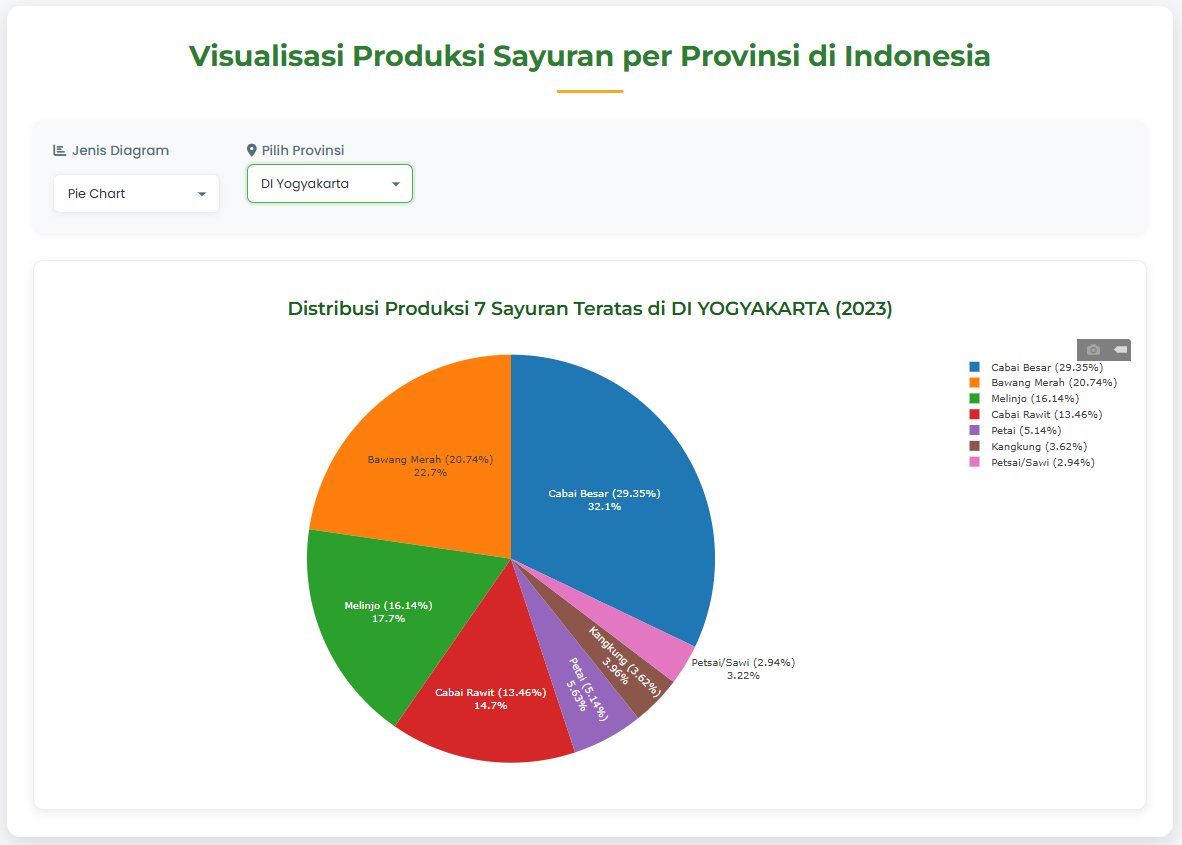 Visualisasi Produksi Sayuran per Provinsi di Indonesia
Jenis Diagram
Pie Chart
Pilih Provinsi
DI Yogyakarta
Distribusi Produksi 7 Sayuran Teratas di DI YOGYAKARTA (2023)
Cabai Besar (29.35%)
32.1%
Bawang Merah (20.74%)
22.7%
Melinjo (16.14%)
17.7%
Cabai Rawit (13.46%)
14.7%
Petai (5.14%)
5.63%
Kangkung (3.62%)
3.96%
Petsai/Sawi (2.94%)
3.22%
Cabai Besar (29.35%)
Bawang Merah (20.74%)
Melinjo (16.14%)
Cabai Rawit (13.46%)
Petai (5.14%)
Kangkung (3.62%)
Petsai/Sawi (2.94%)